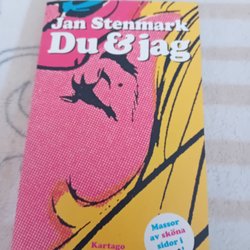 Jan Stenmark
Du & jag
Kartago
Massor
av sköna
sidor i